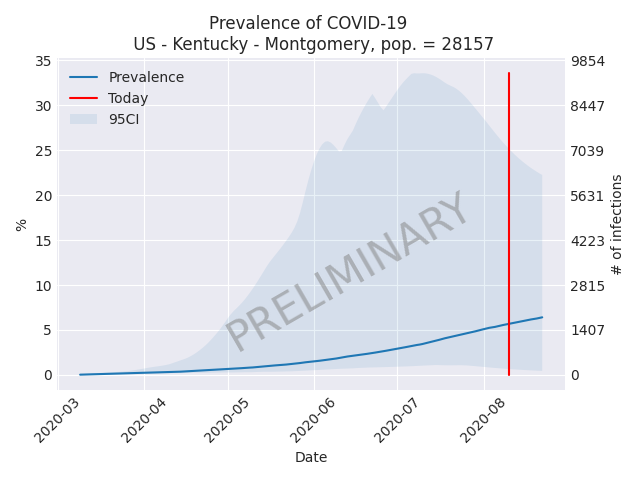 Prevalence of COVID-19
US - Kentucky - Montgomery, pop. = 28157
Prevalence
Today
95CI
PRELIMINARY
%
35
30
25
20
15
10
5
0
9854
8447
7039
5631
4223
2815
1407
0
# of infections
2020-03
2020-04
2020-05
2020-06
2020-07
2020-08
Date